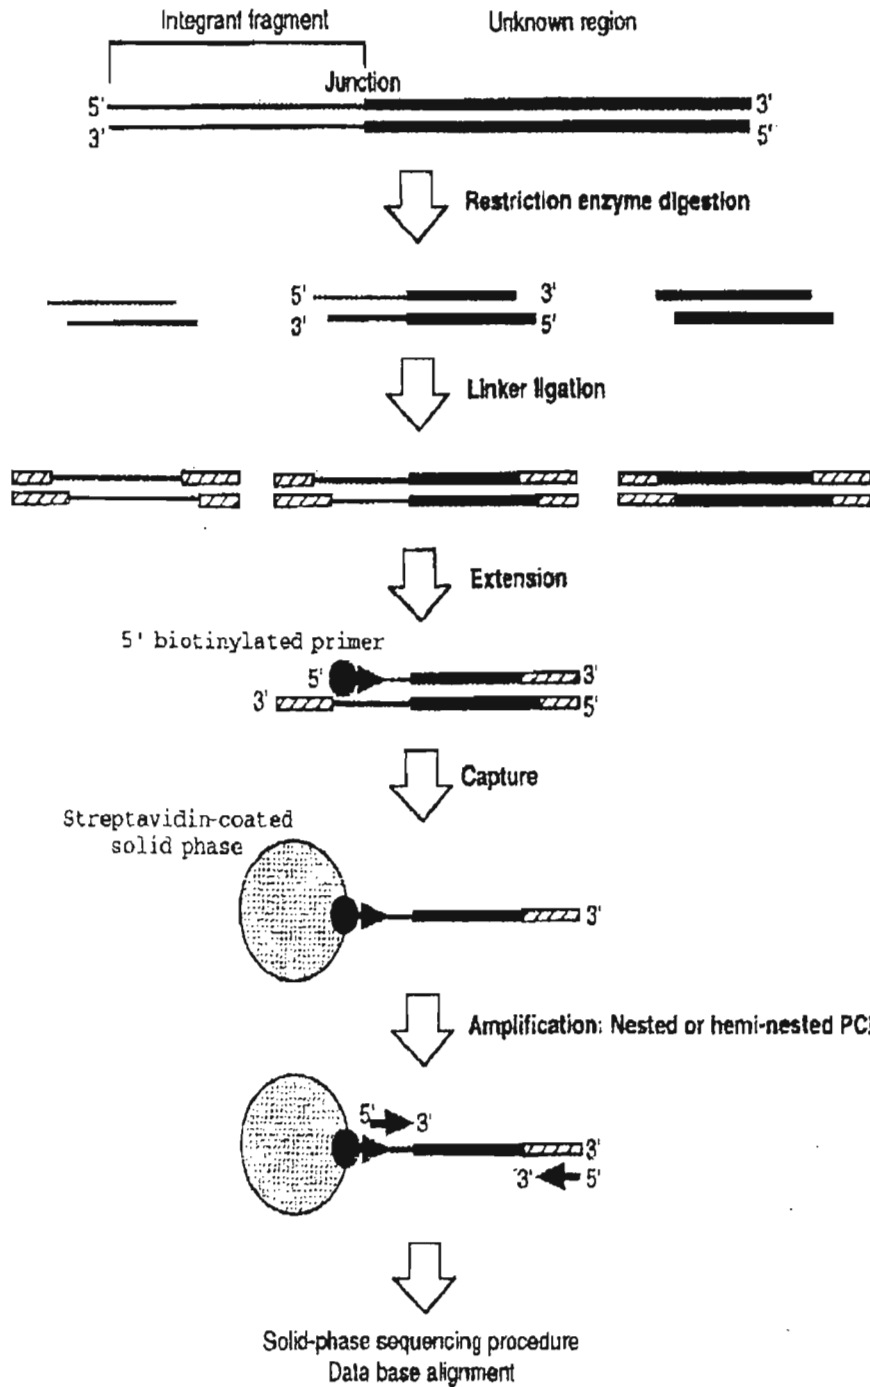 Integrant fragment
Unknown region
Junction
5' 3'
3' 5'
Restriction enzyme digestion
5' 3'
3' 5'
Linker ligation
Extension
5' biotinylated primer
5' 3'
3' 5'
Capture
Streptavidin-coated
solid phase
3'
Amplification: Nested or hemi-nested
5' 3'
3'
3' 5'
Solid-phase sequencing procedure
Data base alignment